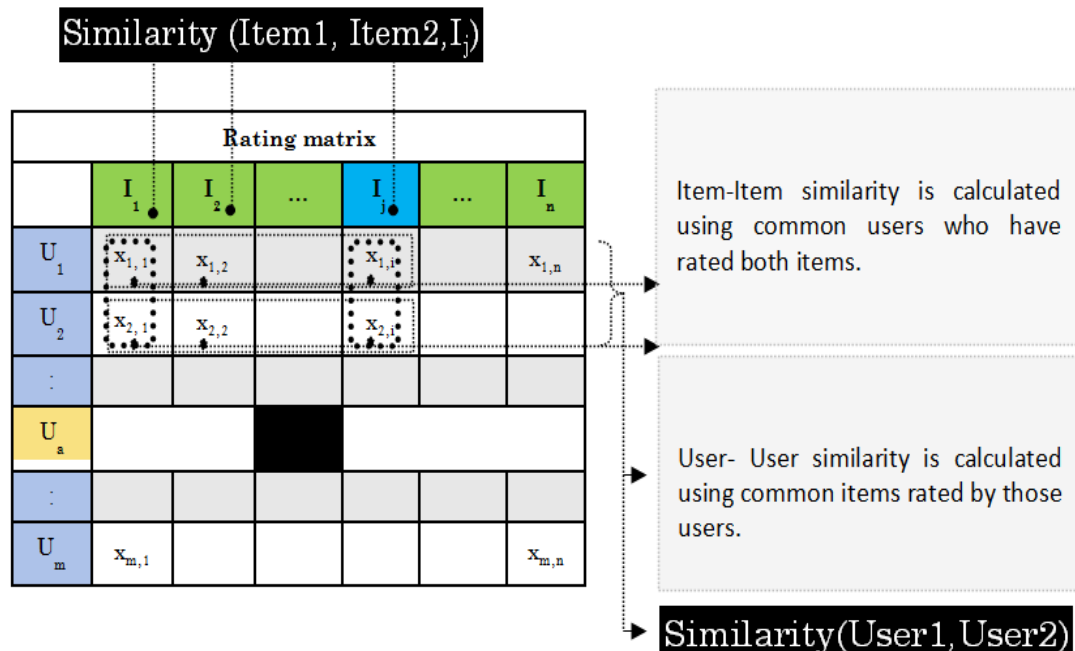 Similarity (Item1, Item2,Ij)
Rating matrix
I1 I2 ... Ij ... In
U1 x1, 1 x1,2 x1,i x1,n
U2 x2, 1 x2,2 x2,i
:
Ua
:
Um xm,1 xm,n
Item-Item similarity is calculated
using common users who have
rated both items.
User- User similarity is calculated
using common items rated by those
users.
Similarity(User1,User2)